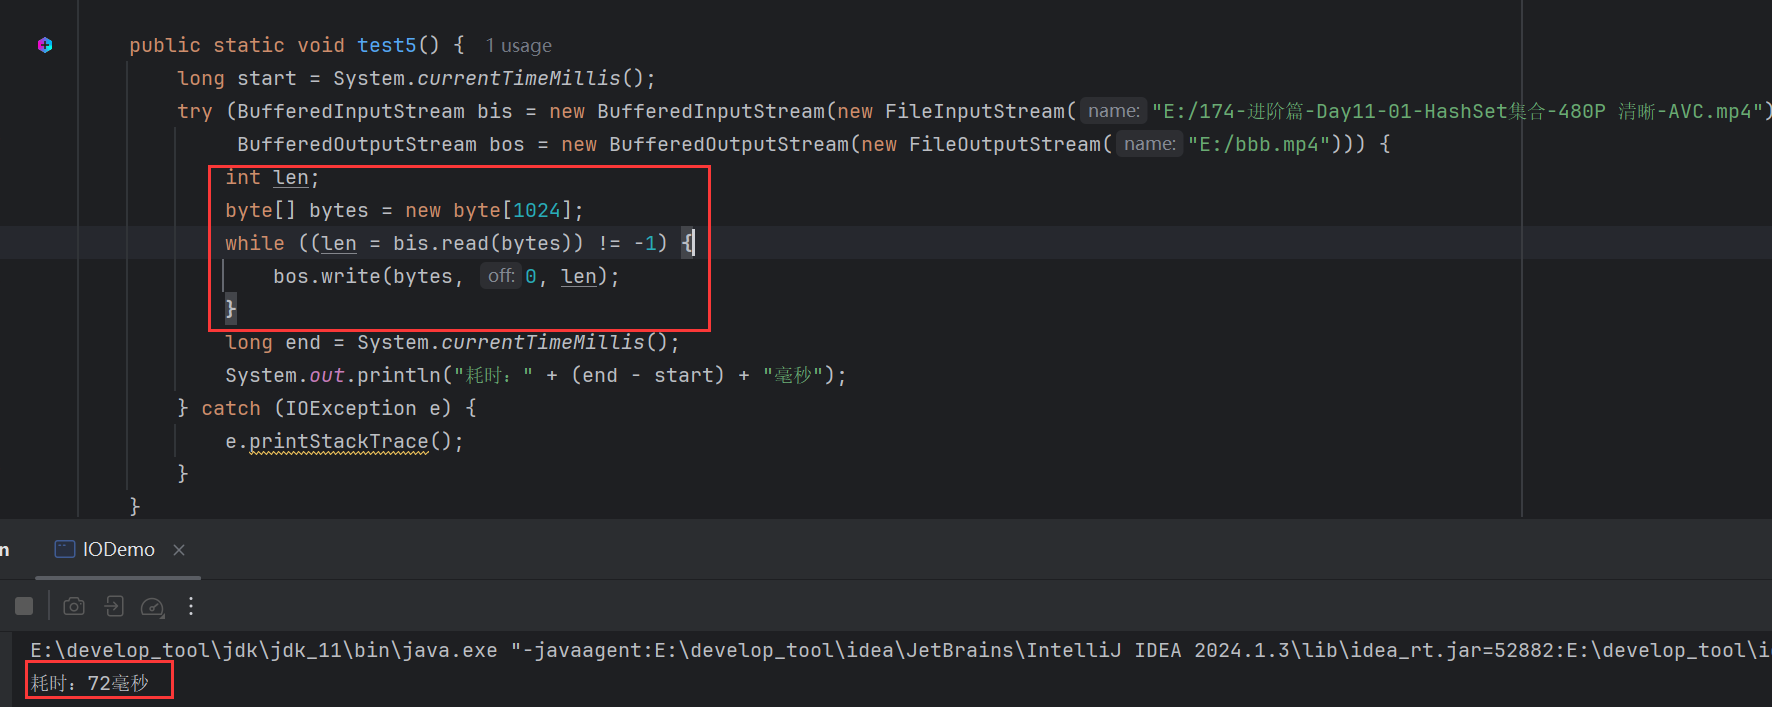 public static void test5() { 1 usage
long start = System.currentTimeMillis();
try (BufferedInputStream bis = new BufferedInputStream(new FileInputStream( name: "E:/174-进阶篇-Day11-01-HashSet集合-480P 清晰-AVC.mp4")
BufferedOutputStream bos = new BufferedOutputStream(new FileOutputStream( name: "E:/bbb.mp4"))) {
int len;
byte[] bytes = new byte[1024];
while ((len = bis.read(bytes)) != -1) {
bos.write(bytes, off: 0, len);
}
long end = System.currentTimeMillis();
System.out.println("耗时：" + (end - start) + "毫秒");
} catch (IOException e) {
e.printStackTrace();
}
}
n IODemo
E:\develop_tool\jdk\jdk_11\bin\java.exe "-javaagent:E:\develop_tool\idea\JetBrains\IntelliJ IDEA 2024.1.3\lib\idea_rt.jar=52882:E:\develop_tool\i
耗时：72毫秒